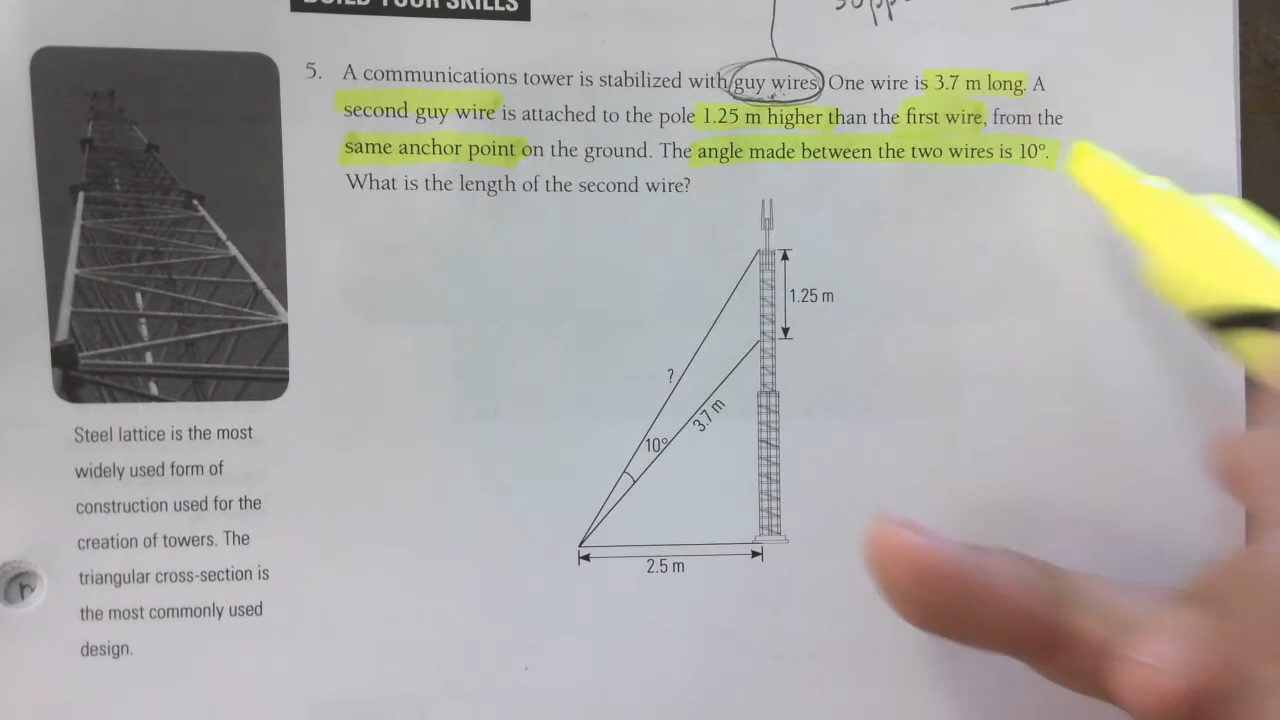 BUILD YOUR SKILLS
supp
5. A communications tower is stabilized with guy wires. One wire is 3.7 m long. A
second guy wire is attached to the pole 1.25 m higher than the first wire, from the
same anchor point on the ground. The angle made between the two wires is 10°.
What is the length of the second wire?
1.25 m
?
3.7 m
10°
2.5 m
Steel lattice is the most
widely used form of
construction used for the
creation of towers. The
triangular cross-section is
the most commonly used
design.